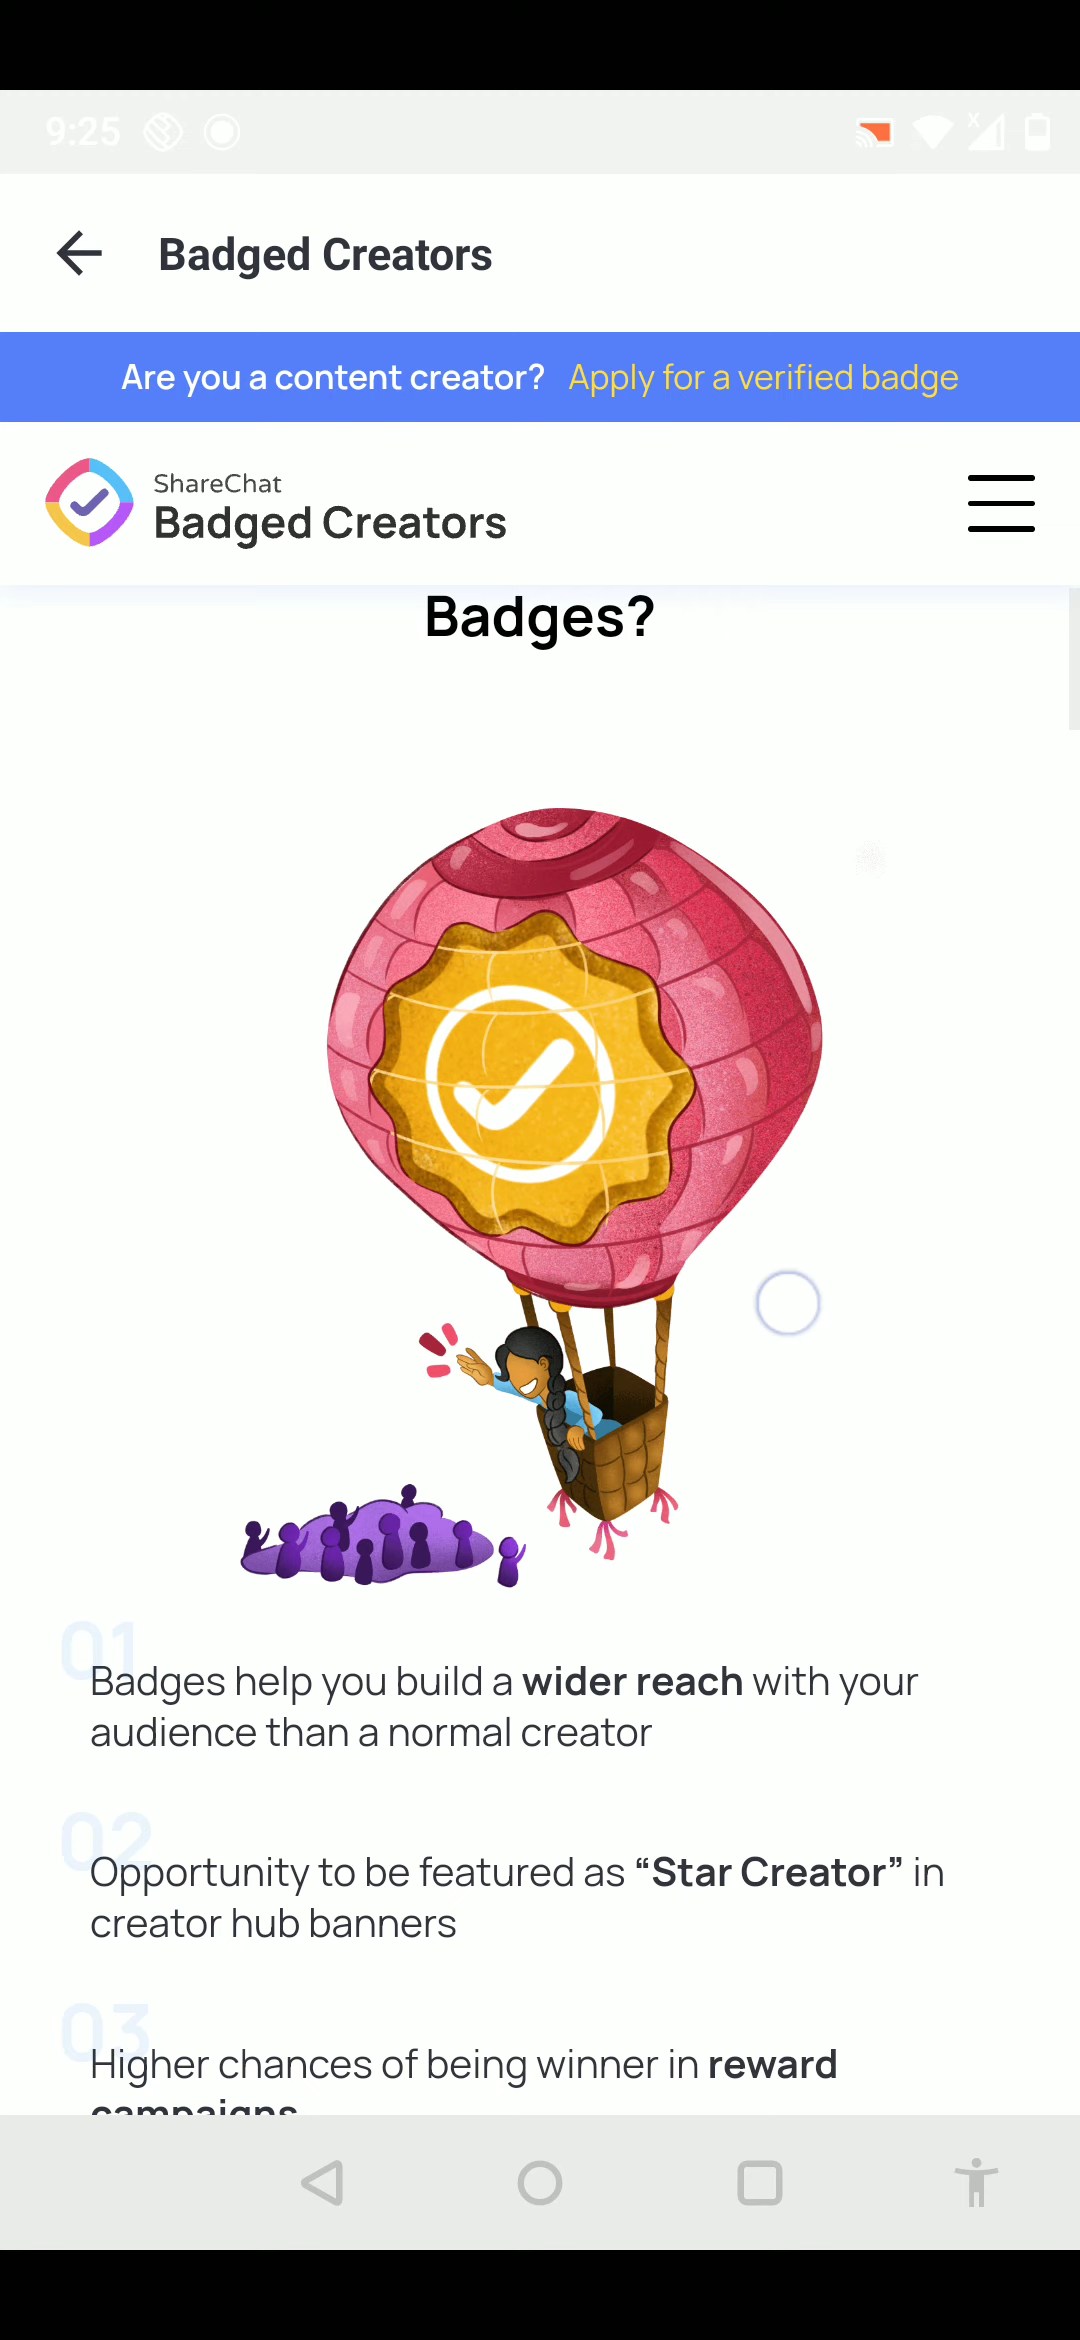 9:25
Badged Creators
Are you a content creator? Apply for a verified badge
ShareChat
Badged Creators
Badges?
01
Badges help you build a wider reach with your
audience than a normal creator
02
Opportunity to be featured as “Star Creator” in
creator hub banners
03
Higher chances of being winner in reward
campaigns